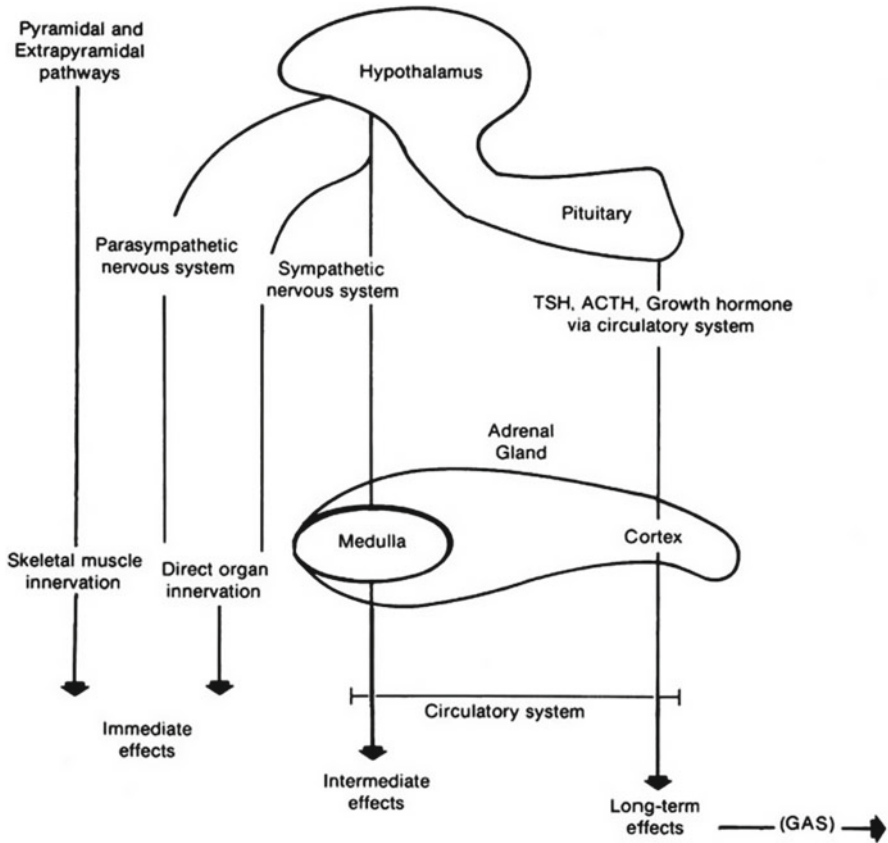 Pyramidal and
Extrapyramidal
pathways
Hypothalamus
Pituitary
Parasympathetic
nervous system
Sympathetic
nervous system
TSH, ACTH, Growth hormone
via circulatory system
Adrenal
Gland
Medulla
Cortex
Skeletal muscle
innervation
Direct organ
innervation
Circulatory system
Immediate
effects
Intermediate
effects
Long-term
effects
(GAS)